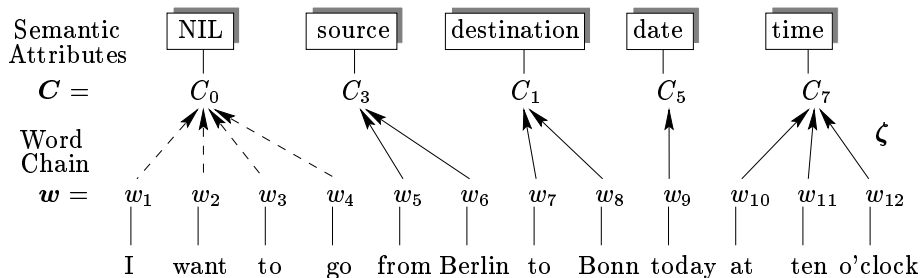 Semantic Attributes NIL source destination date time
C = C₀ C₃ C₁ C₅ C₇
Word Chain ζ
w = w₁ w₂ w₃ w₄ w₅ w₆ w₇ w₈ w₉ w₁₀ w₁₁ w₁₂
I want to go from Berlin to Bonn today at ten o'clock